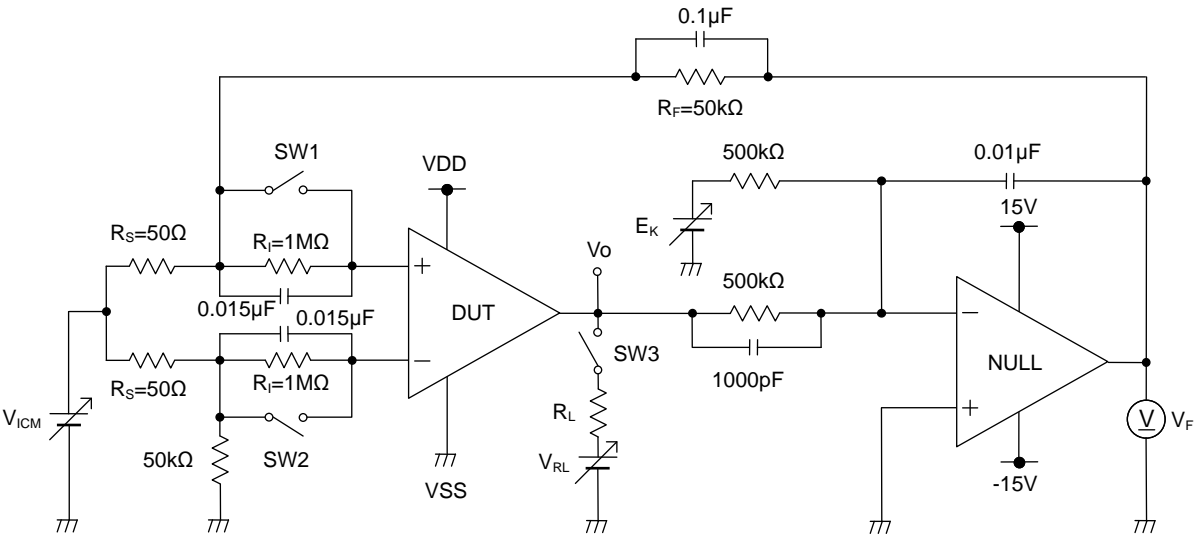 0.1µF
RF=50kΩ
SW1
VDD
500kΩ
0.01µF
15V
RS=50Ω
RI=1MΩ
EK
Vo
+
0.015µF
0.015µF
DUT
500kΩ
−
NULL
SW3
−
1000pF
RS=50Ω
RI=1MΩ
+
VICM
RL
V
VF
50kΩ
SW2
VRL
VSS
-15V